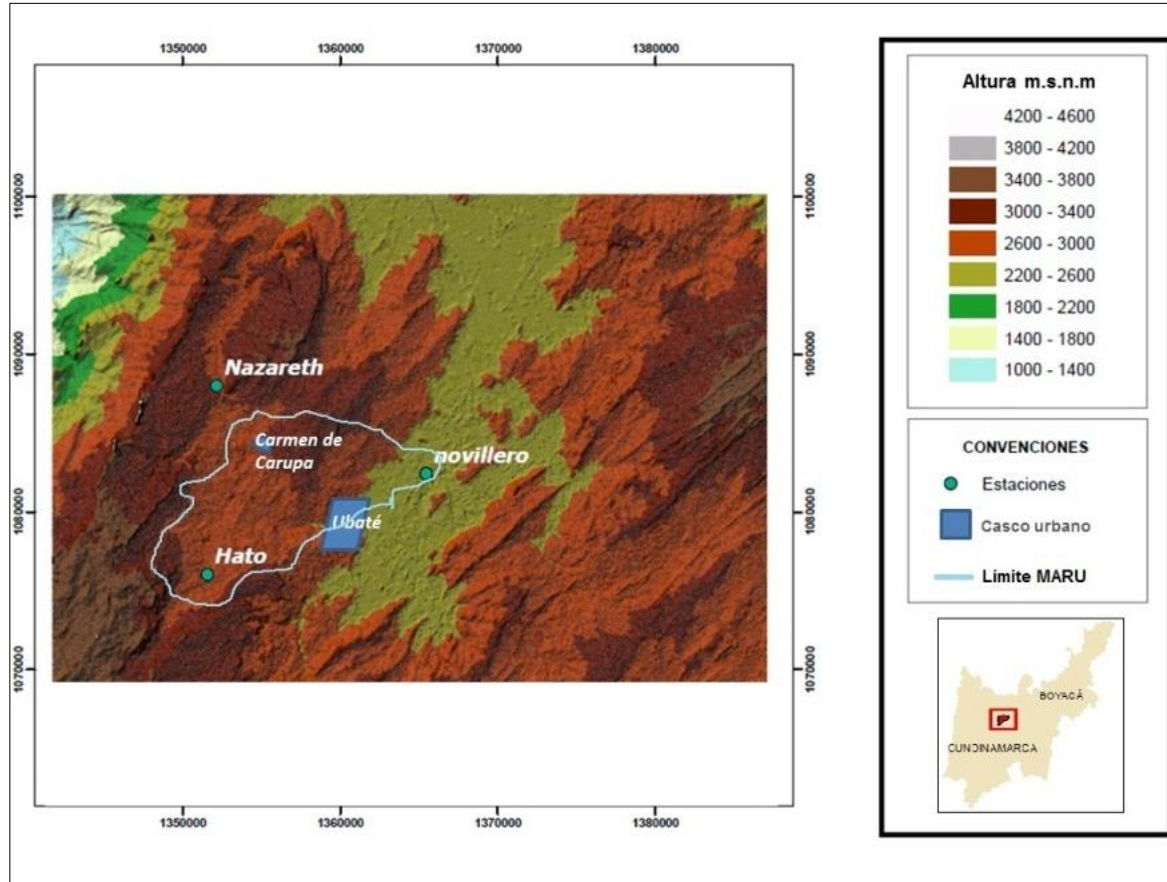 1350000
1360000
1370000
1380000
1100000
1100000
1090000
1090000
1080000
1080000
1070000
1070000
Nazareth
Carmen de
Carupa
novillero
Ubaté
Hato
1350000
1360000
1370000
1380000
Altura m.s.n.m
4200 - 4600
3800 - 4200
3400 - 3800
3000 - 3400
2600 - 3000
2200 - 2600
1800 - 2200
1400 - 1800
1000 - 1400
CONVENCIONES
Estaciones
Casco urbano
Límite MARU
BOYACÁ
CUNDINAMARCA